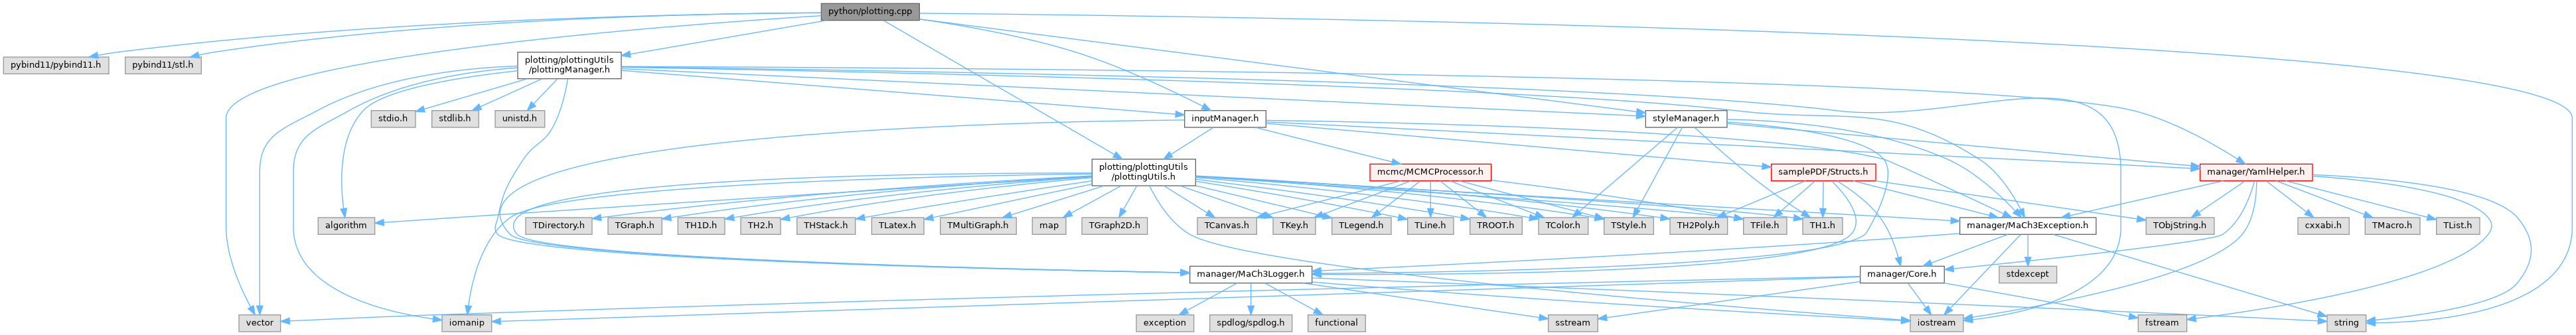 python/plotting.cpp
pybind11/pybind11.h
pybind11/stl.h
plotting/plottingUtils
/plottingManager.h
stdio.h
stdlib.h
unistd.h
inputManager.h
styleManager.h
plotting/plottingUtils
/plottingUtils.h
mcmc/MCMCProcessor.h
samplePDF/Structs.h
manager/YamlHelper.h
algorithm
TDirectory.h
TGraph.h
TH1D.h
TH2.h
THStack.h
TLatex.h
TMultiGraph.h
map
TGraph2D.h
TCanvas.h
TKey.h
TLegend.h
TLine.h
TROOT.h
TColor.h
TStyle.h
TH2Poly.h
TFile.h
TH1.h
manager/MaCh3Exception.h
TObjString.h
cxxabi.h
TMacro.h
TList.h
manager/MaCh3Logger.h
manager/Core.h
stdexcept
vector
iomanip
exception
spdlog/spdlog.h
functional
sstream
iostream
fstream
string